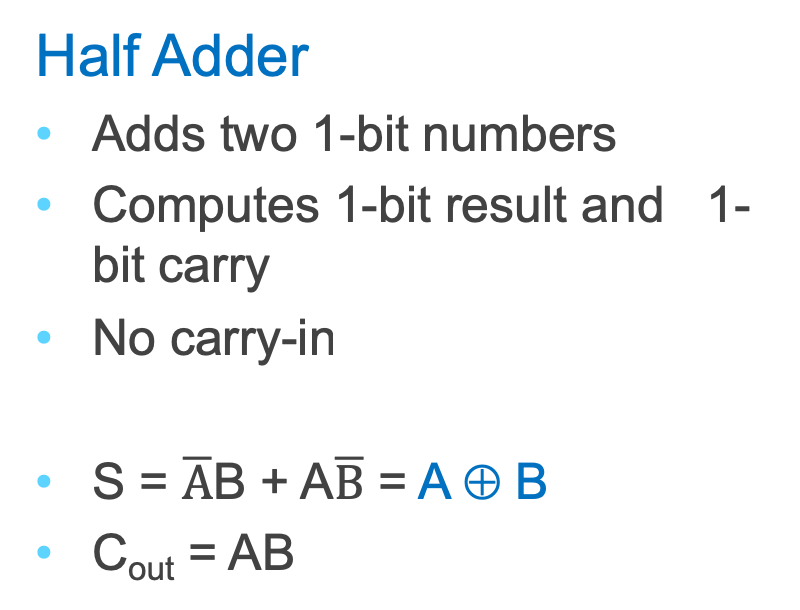 Half Adder
• Adds two 1-bit numbers
• Computes 1-bit result and 1-
bit carry
• No carry-in
• S = A̅B + AB̅ = A ⊕ B
• Cout = AB